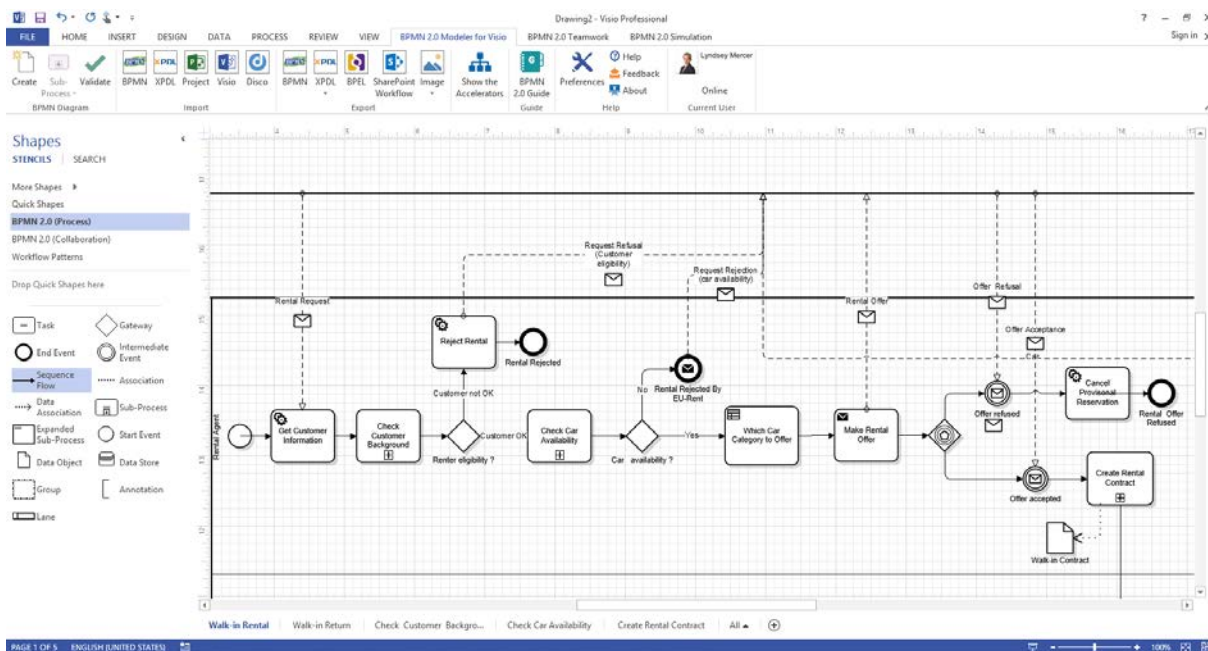 Drawing2 - Visio Professional
FILE HOME INSERT DESIGN DATA PROCESS REVIEW VIEW BPMN 2.0 Modeler for Visio BPMN 2.0 Teamwork BPMN 2.0 Simulation Sign in
Create Sub-Process Validate BPMN XPDL Project Visio Disco BPMN XPDL BPEL SharePoint Workflow Image Show the Accelerators BPMN 2.0 Guide Preferences
Help
Feedback
About
Lyndsey Mercer
Online
BPMN Diagram Import Export Guide Help Current User
Shapes
STENCILS SEARCH
More Shapes
Quick Shapes
BPMN 2.0 (Process)
BPMN 2.0 (Collaboration)
Workflow Patterns
Drop Quick Shapes here
Task Gateway
End Event Intermediate Event
Sequence Flow Association
Data Association Sub-Process
Expanded Sub-Process Start Event
Data Object Data Store
Group Annotation
Lane
Request Refusal
(Customer
eligibility)
Request Rejection
(car availability)
Offer Refusal
Rental Request
Rental Offer
Offer Acceptance
Reject Rental
Rental Rejected
Customer not OK
No
Rental Rejected By
EU-Rent
Cancel
Provisional
Reservation
Rental Offer
Refused
Offer refused
Rental Agent
Get Customer
Information
Check
Customer
Background
Customer OK
Renter eligibility ?
Check Car
Availability
Car availability ?
Yes
Which Car
Category to Offer
Make Rental
Offer
Offer accepted
Create Rental
Contract
Walk-in Contract
Walk-in Rental Walk-in Return Check Customer Backgro... Check Car Availability Create Rental Contract All
PAGE 1 OF 5 ENGLISH (UNITED STATES) 100%